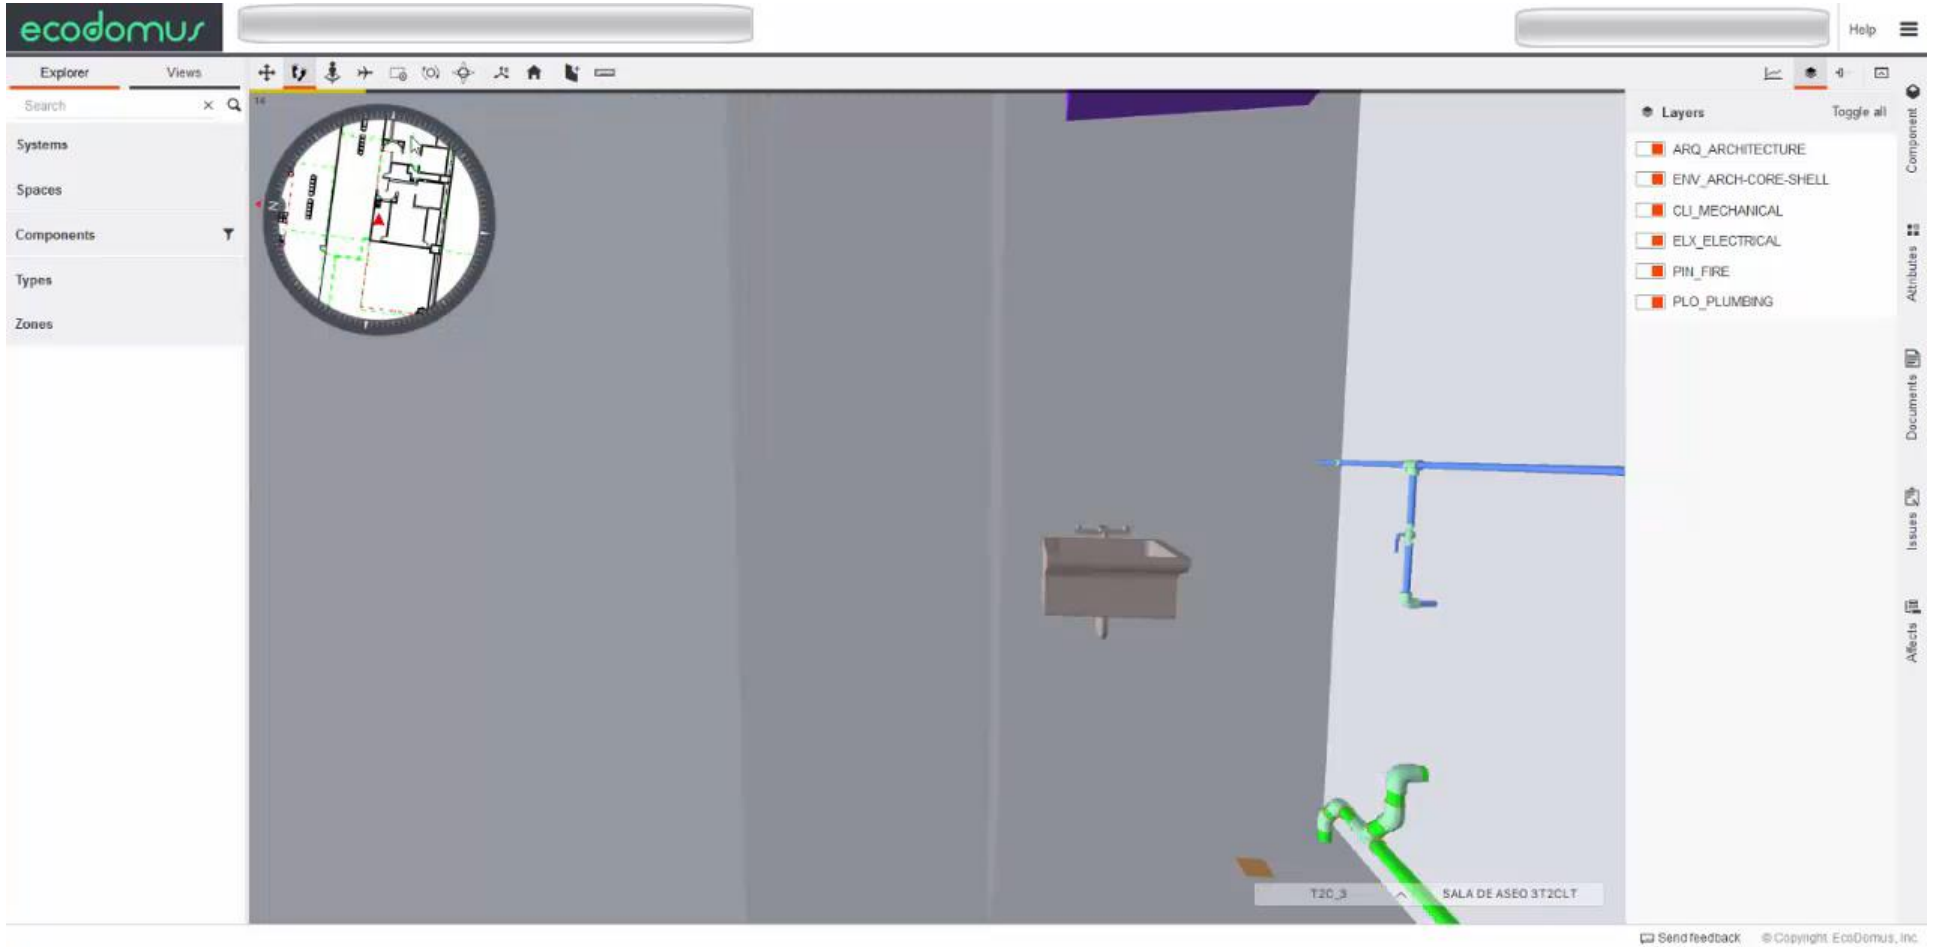 ecodomus
Help
Explorer Views
Search
Systems
Spaces
Components
Types
Zones
14
N
Layers Toggle all
ARQ_ARCHITECTURE
ENV_ARCH-CORE-SHELL
CLI_MECHANICAL
ELX_ELECTRICAL
PIN_FIRE
PLO_PLUMBING
Component
Attributes
Documents
Issues
Affects
T2C_3 SALA DE ASEO 3T2CLT
Send feedback © Copyright EcoDomus, Inc.